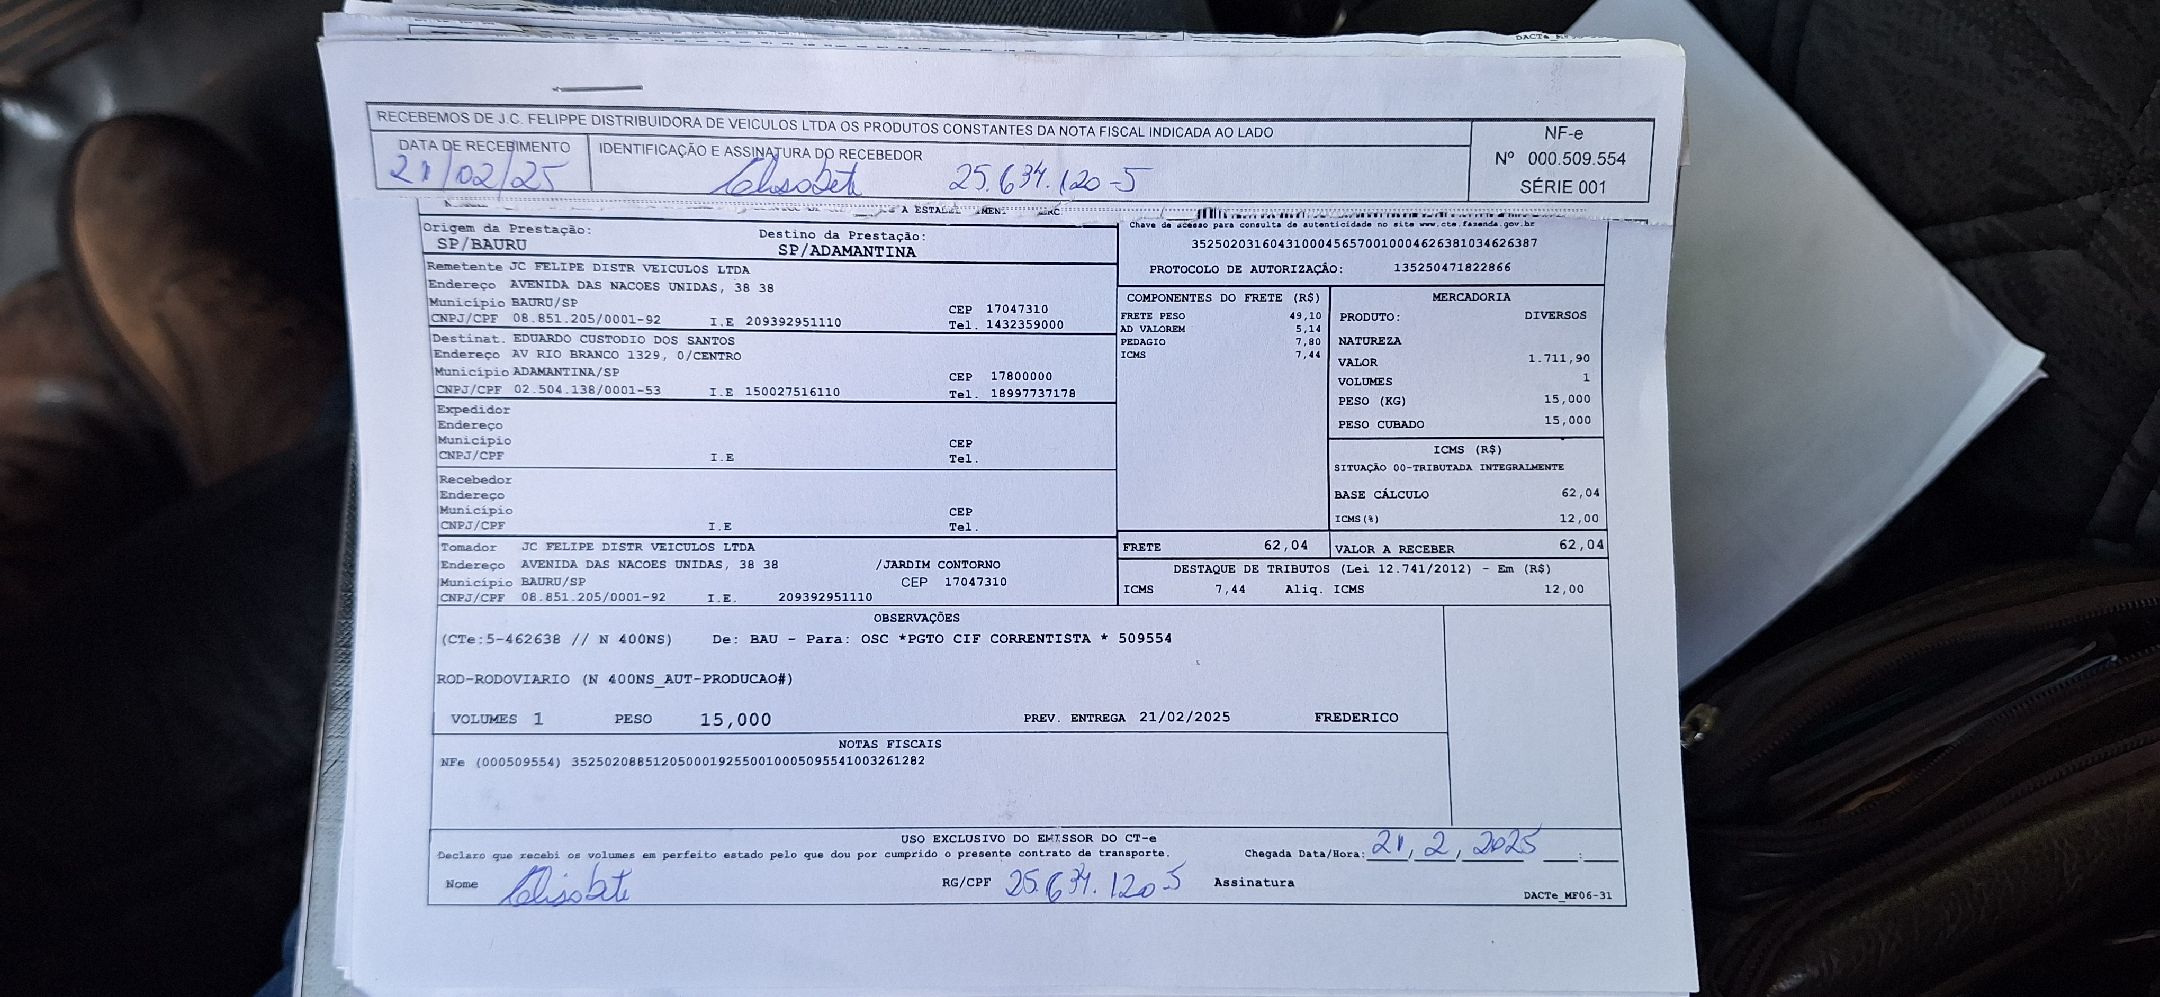 RECEBEMOS DE J.C. FELIPPE DISTRIBUIDORA DE VEICULOS LTDA OS PRODUTOS CONSTANTES DA NOTA FISCAL INDICADA AO LADO
NF-e
Nº 000.509.554
SÉRIE 001
DATA DE RECEBIMENTO
21/02/25
IDENTIFICAÇÃO E ASSINATURA DO RECEBEDOR
Elisabete 25.634.120-5
Origem da Prestação:
SP/BAURU
Destino da Prestação:
SP/ADAMANTINA
Chave de acesso para consulta de autenticidade no site www.cte.fazenda.gov.br
35250203160431000456570010004626381034626387
PROTOCOLO DE AUTORIZAÇÃO: 135250471822866
Remetente JC FELIPE DISTR VEICULOS LTDA
Endereço AVENIDA DAS NACOES UNIDAS, 38 38
Município BAURU/SP CEP 17047310
CNPJ/CPF 08.851.205/0001-92 I.E 209392951110 Tel. 1432359000
Destinat. EDUARDO CUSTODIO DOS SANTOS
Endereço AV RIO BRANCO 1329, 0/CENTRO
Município ADAMANTINA/SP CEP 17800000
CNPJ/CPF 02.504.138/0001-53 I.E 150027516110 Tel. 18997737178
Expedidor
Endereço
Município CEP
CNPJ/CPF I.E Tel.
Recebedor
Endereço
Município CEP
CNPJ/CPF I.E Tel.
Tomador JC FELIPE DISTR VEICULOS LTDA
Endereço AVENIDA DAS NACOES UNIDAS, 38 38 /JARDIM CONTORNO
Município BAURU/SP CEP 17047310
CNPJ/CPF 08.851.205/0001-92 I.E. 209392951110
COMPONENTES DO FRETE (R$)
FRETE PESO 49,10
AD VALOREM 5,14
PEDAGIO 7,80
ICMS 7,44
MERCADORIA
PRODUTO: DIVERSOS
NATUREZA
VALOR 1.711,90
VOLUMES 1
PESO (KG) 15,000
PESO CUBADO 15,000
ICMS (R$)
SITUAÇÃO 00-TRIBUTADA INTEGRALMENTE
BASE CÁLCULO 62,04
ICMS(%) 12,00
FRETE 62,04
VALOR A RECEBER 62,04
DESTAQUE DE TRIBUTOS (Lei 12.741/2012) - Em (R$)
ICMS 7,44 Aliq. ICMS 12,00
OBSERVAÇÕES
(CTe:5-462638 // N 400NS) De: BAU - Para: OSC *PGTO CIF CORRENTISTA * 509554
ROD-RODOVIARIO (N 400NS_AUT-PRODUCAO#)
VOLUMES 1 PESO 15,000 PREV. ENTREGA 21/02/2025 FREDERICO
NOTAS FISCAIS
NFe (000509554) 35250208851205000192550010005095541003261282
USO EXCLUSIVO DO EMISSOR DO CT-e
Declaro que recebi os volumes em perfeito estado pelo que dou por cumprido o presente contrato de transporte. Chegada Data/Hora: 21/2/2025 __:__
Nome Elisabete RG/CPF 25.634.120-5 Assinatura
DACTe_MF06-31